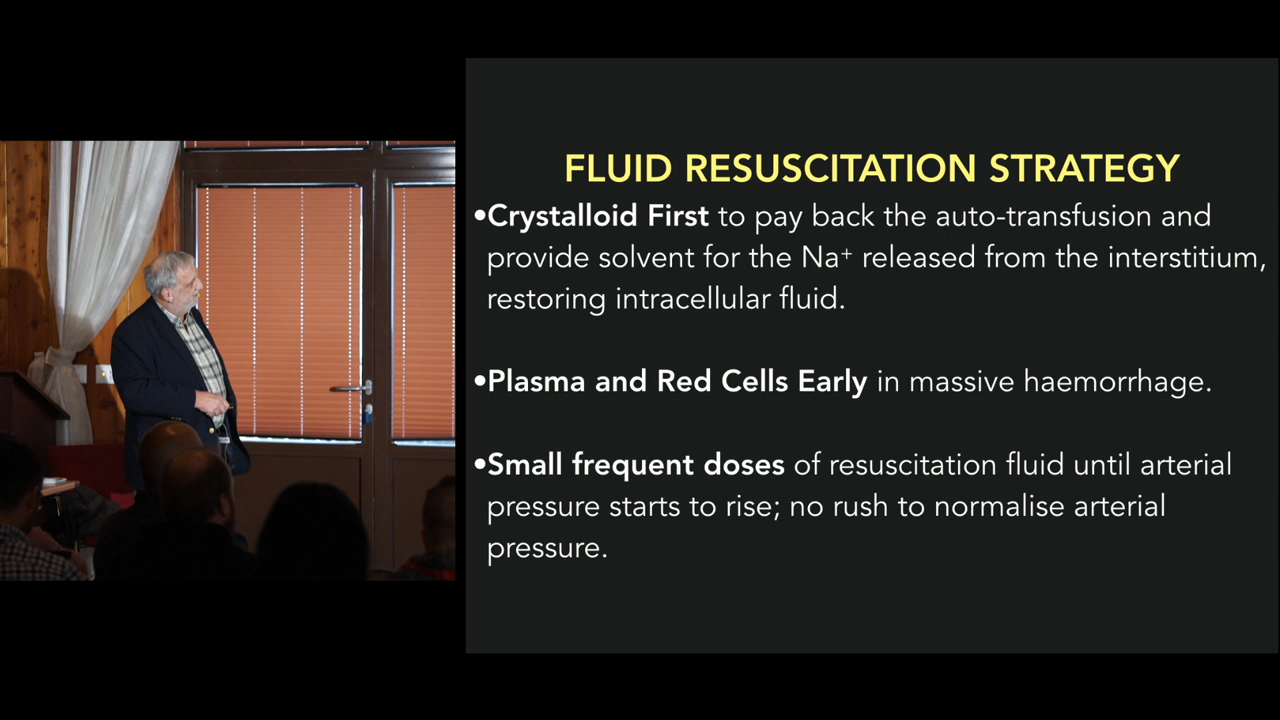 FLUID RESUSCITATION STRATEGY
•Crystalloid First to pay back the auto-transfusion and
provide solvent for the Na⁺ released from the interstitium,
restoring intracellular fluid.
•Plasma and Red Cells Early in massive haemorrhage.
•Small frequent doses of resuscitation fluid until arterial
pressure starts to rise; no rush to normalise arterial
pressure.